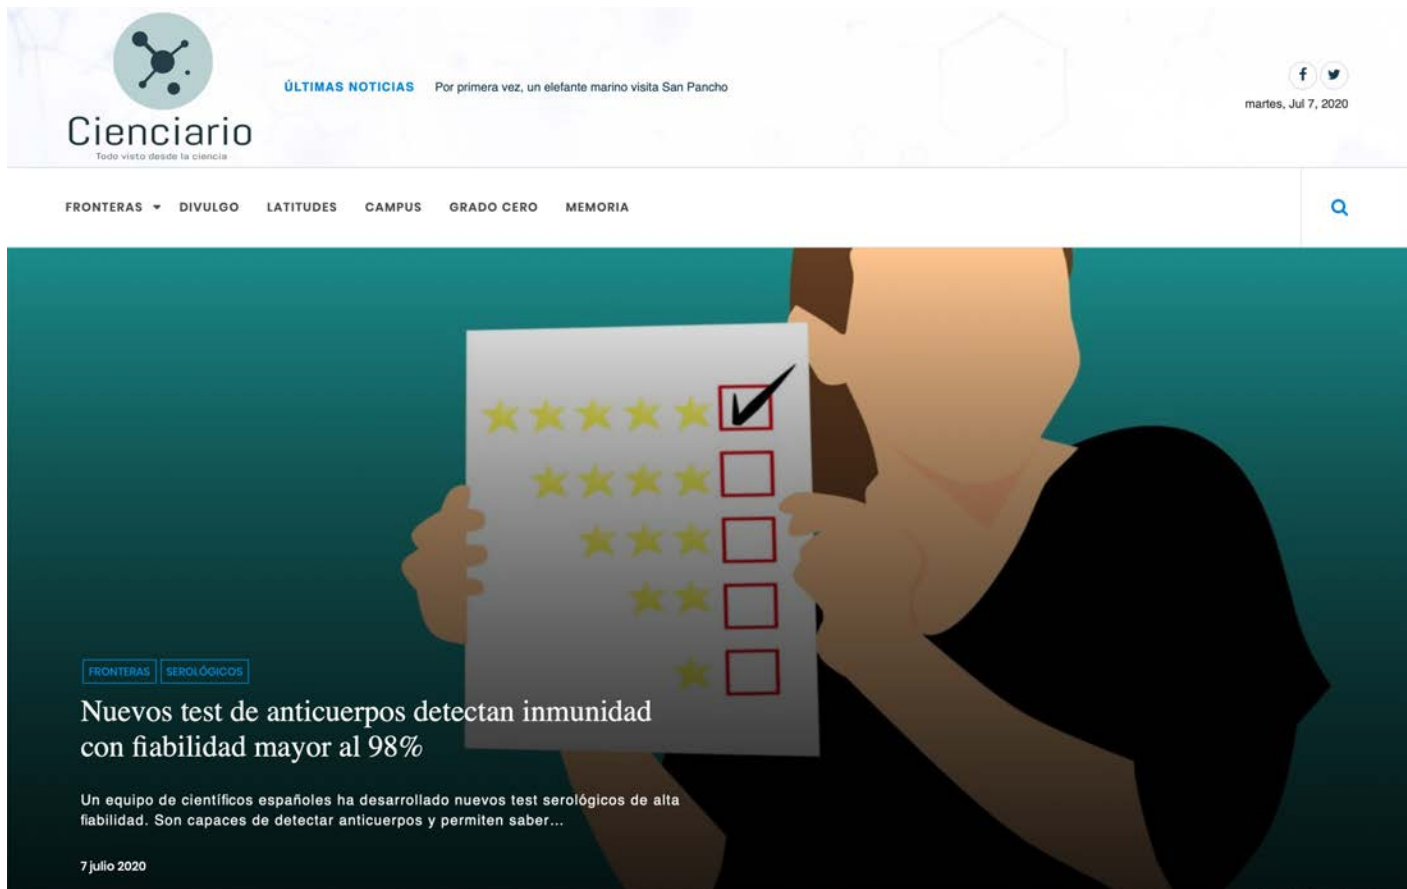 Cienciario
Todo visto desde la ciencia
ÚLTIMAS NOTICIAS Por primera vez, un elefante marino visita San Pancho
martes, Jul 7, 2020
FRONTERAS DIVULGO LATITUDES CAMPUS GRADO CERO MEMORIA
FRONTERAS SEROLÓGICOS
Nuevos test de anticuerpos detectan inmunidad
con fiabilidad mayor al 98%
Un equipo de científicos españoles ha desarrollado nuevos test serológicos de alta
fiabilidad. Son capaces de detectar anticuerpos y permiten saber...
7 julio 2020